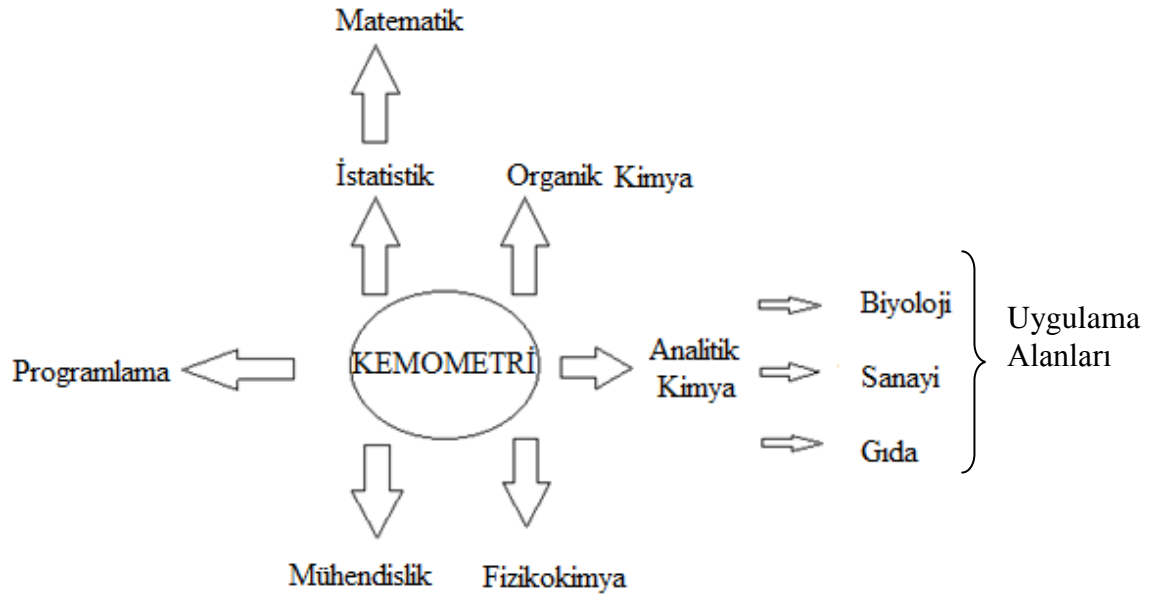 Matematik
İstatistik
Organik Kimya
Biyoloji
Uygulama
Alanları
KEMOMETRİ
Analitik
Kimya
Programlama
Sanayi
Gıda
Mühendislik
Fizikokimya